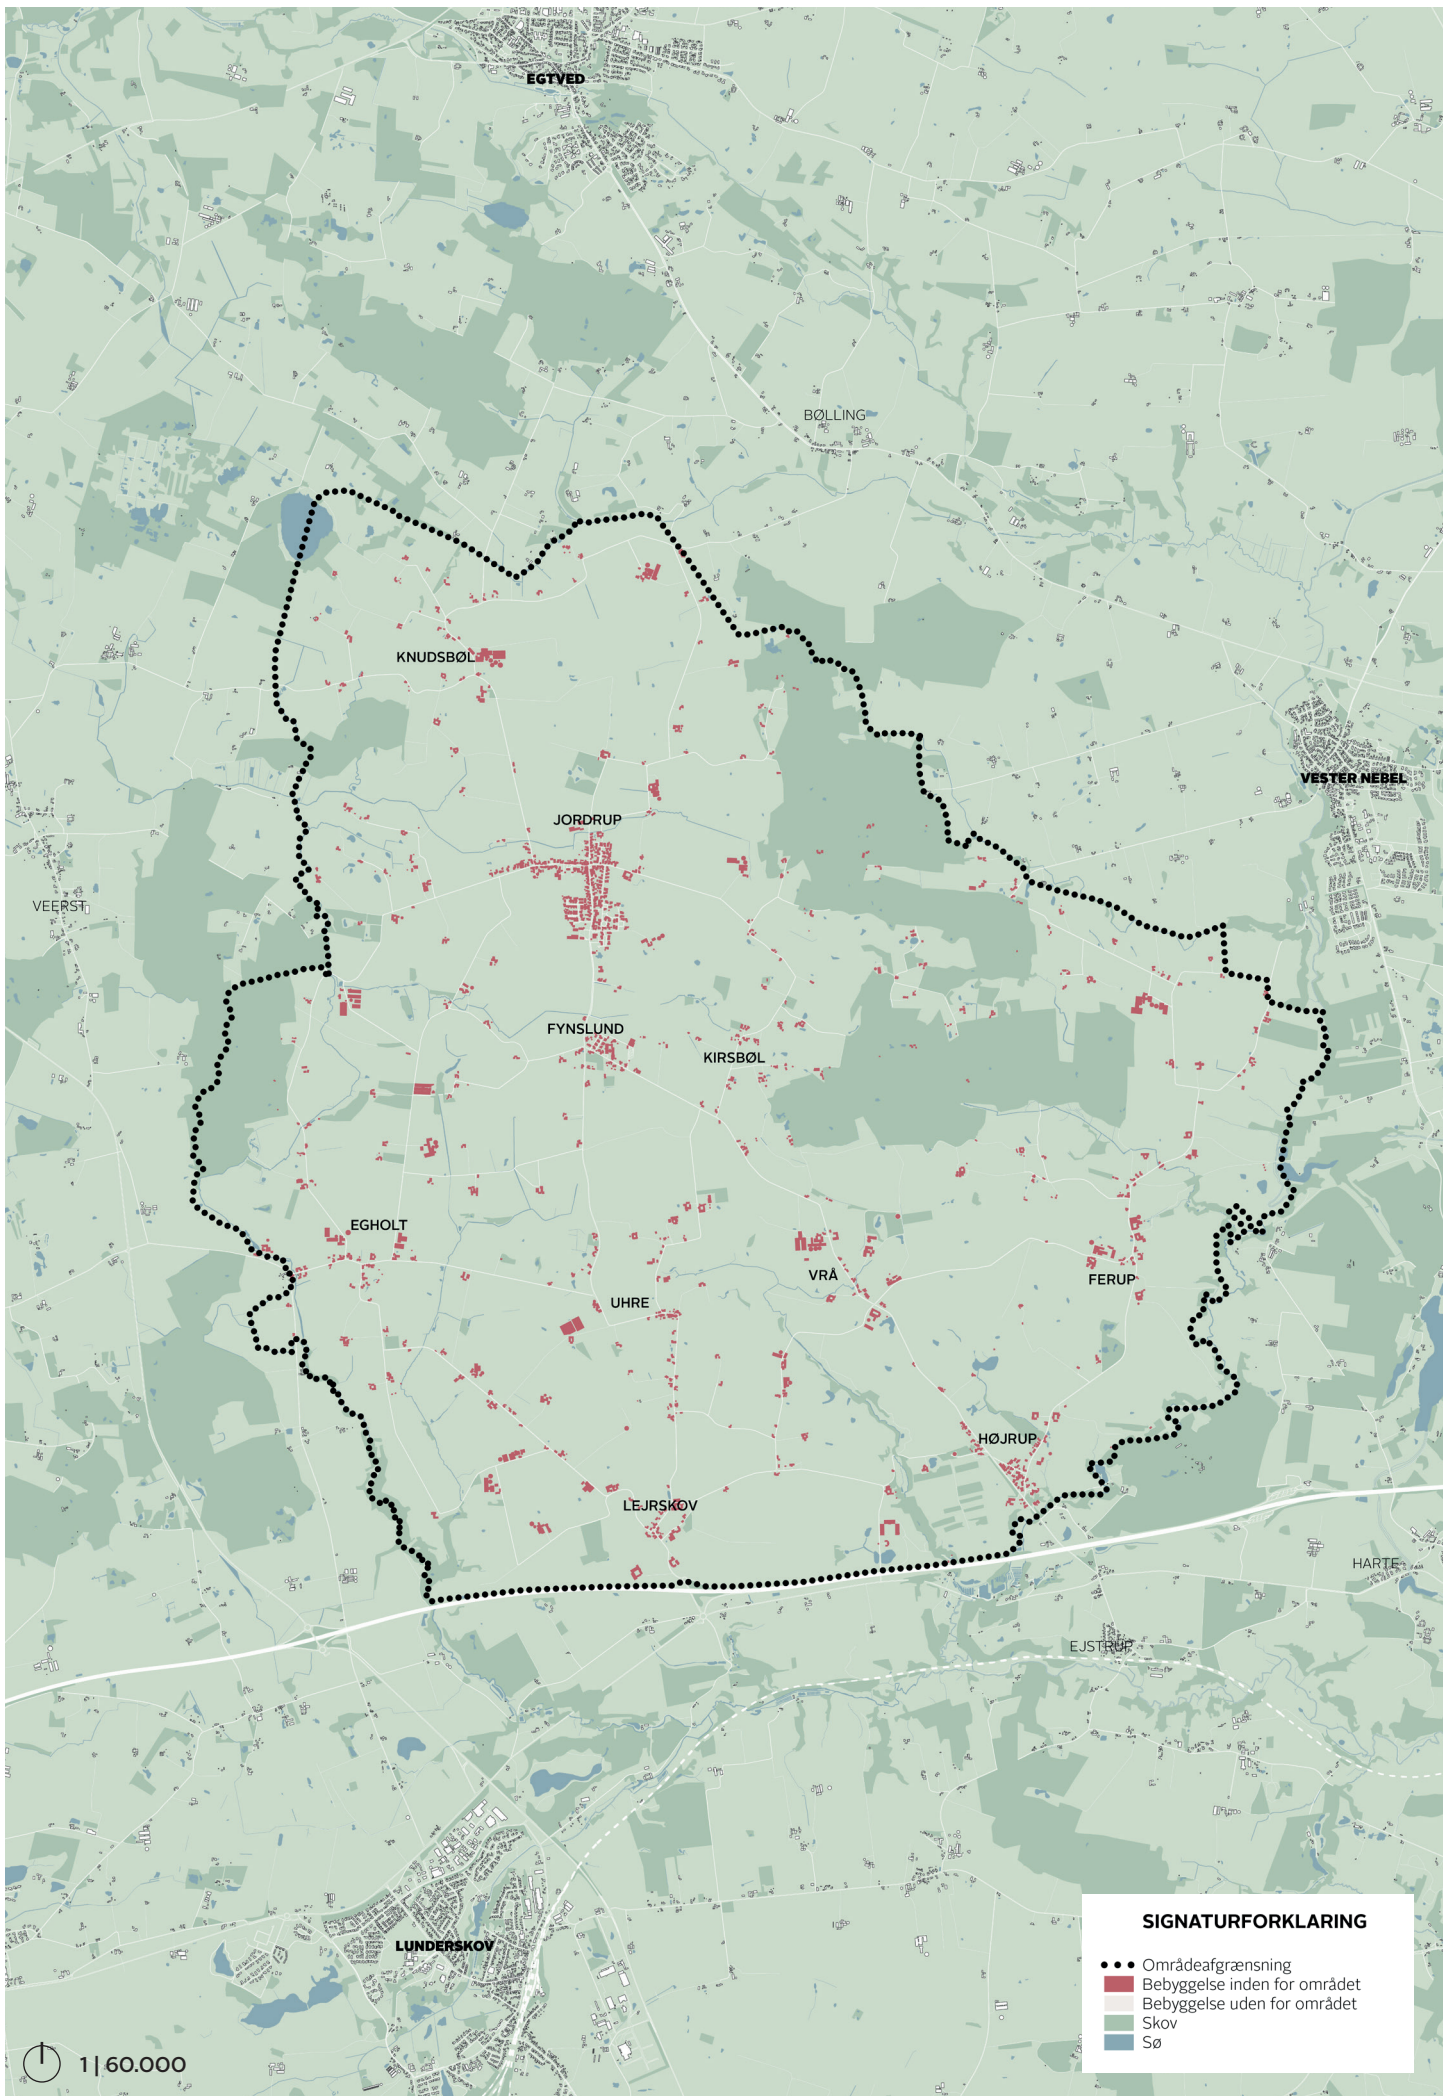 EGTVED
BØLLING
KNUDSBØL
VESTER NEBEL
JORDRUP
VEERST
FYNSLUND
KIRSBØL
EGHOLT
VRÅ
FERUP
UHRE
HØJRUP
LEJRSKOV
HARTE
EJSTRUP
LUNDERSKOV
SIGNATURFORKLARING
Områdeafgrænsning
Bebyggelse inden for området
Bebyggelse uden for området
Skov
Sø
1 | 60.000